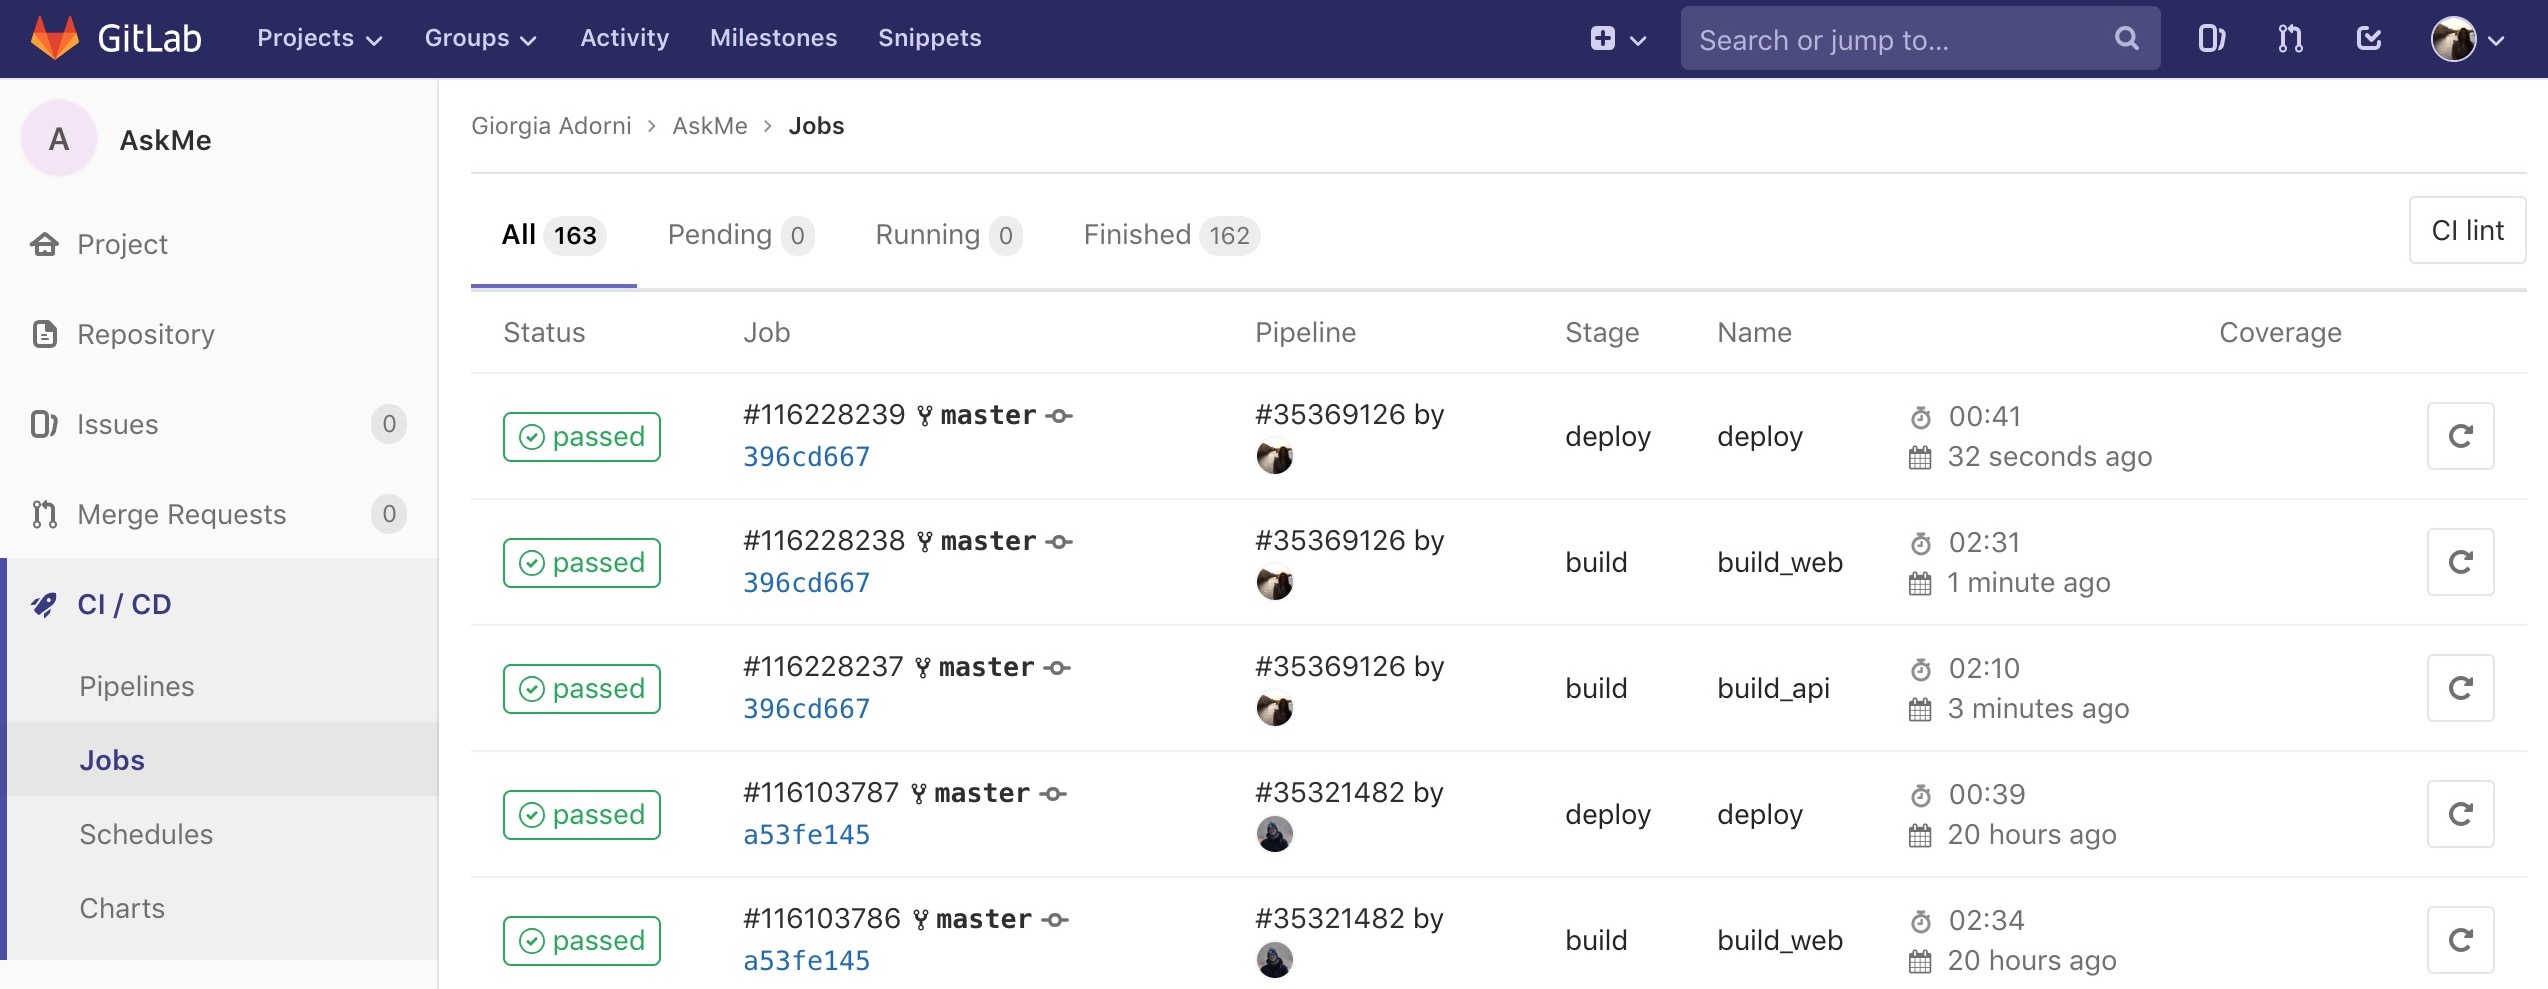 GitLab Projects Groups Activity Milestones Snippets Search or jump to...
A AskMe
Project
Repository
Issues 0
Merge Requests 0
CI / CD
Pipelines
Jobs
Schedules
Charts
Giorgia Adorni > AskMe > Jobs
All 163 Pending 0 Running 0 Finished 162 CI lint
Status Job Pipeline Stage Name Coverage
passed #116228239 master 396cd667 #35369126 by deploy deploy 00:41 32 seconds ago
passed #116228238 master 396cd667 #35369126 by build build_web 02:31 1 minute ago
passed #116228237 master 396cd667 #35369126 by build build_api 02:10 3 minutes ago
passed #116103787 master a53fe145 #35321482 by deploy deploy 00:39 20 hours ago
passed #116103786 master a53fe145 #35321482 by build build_web 02:34 20 hours ago